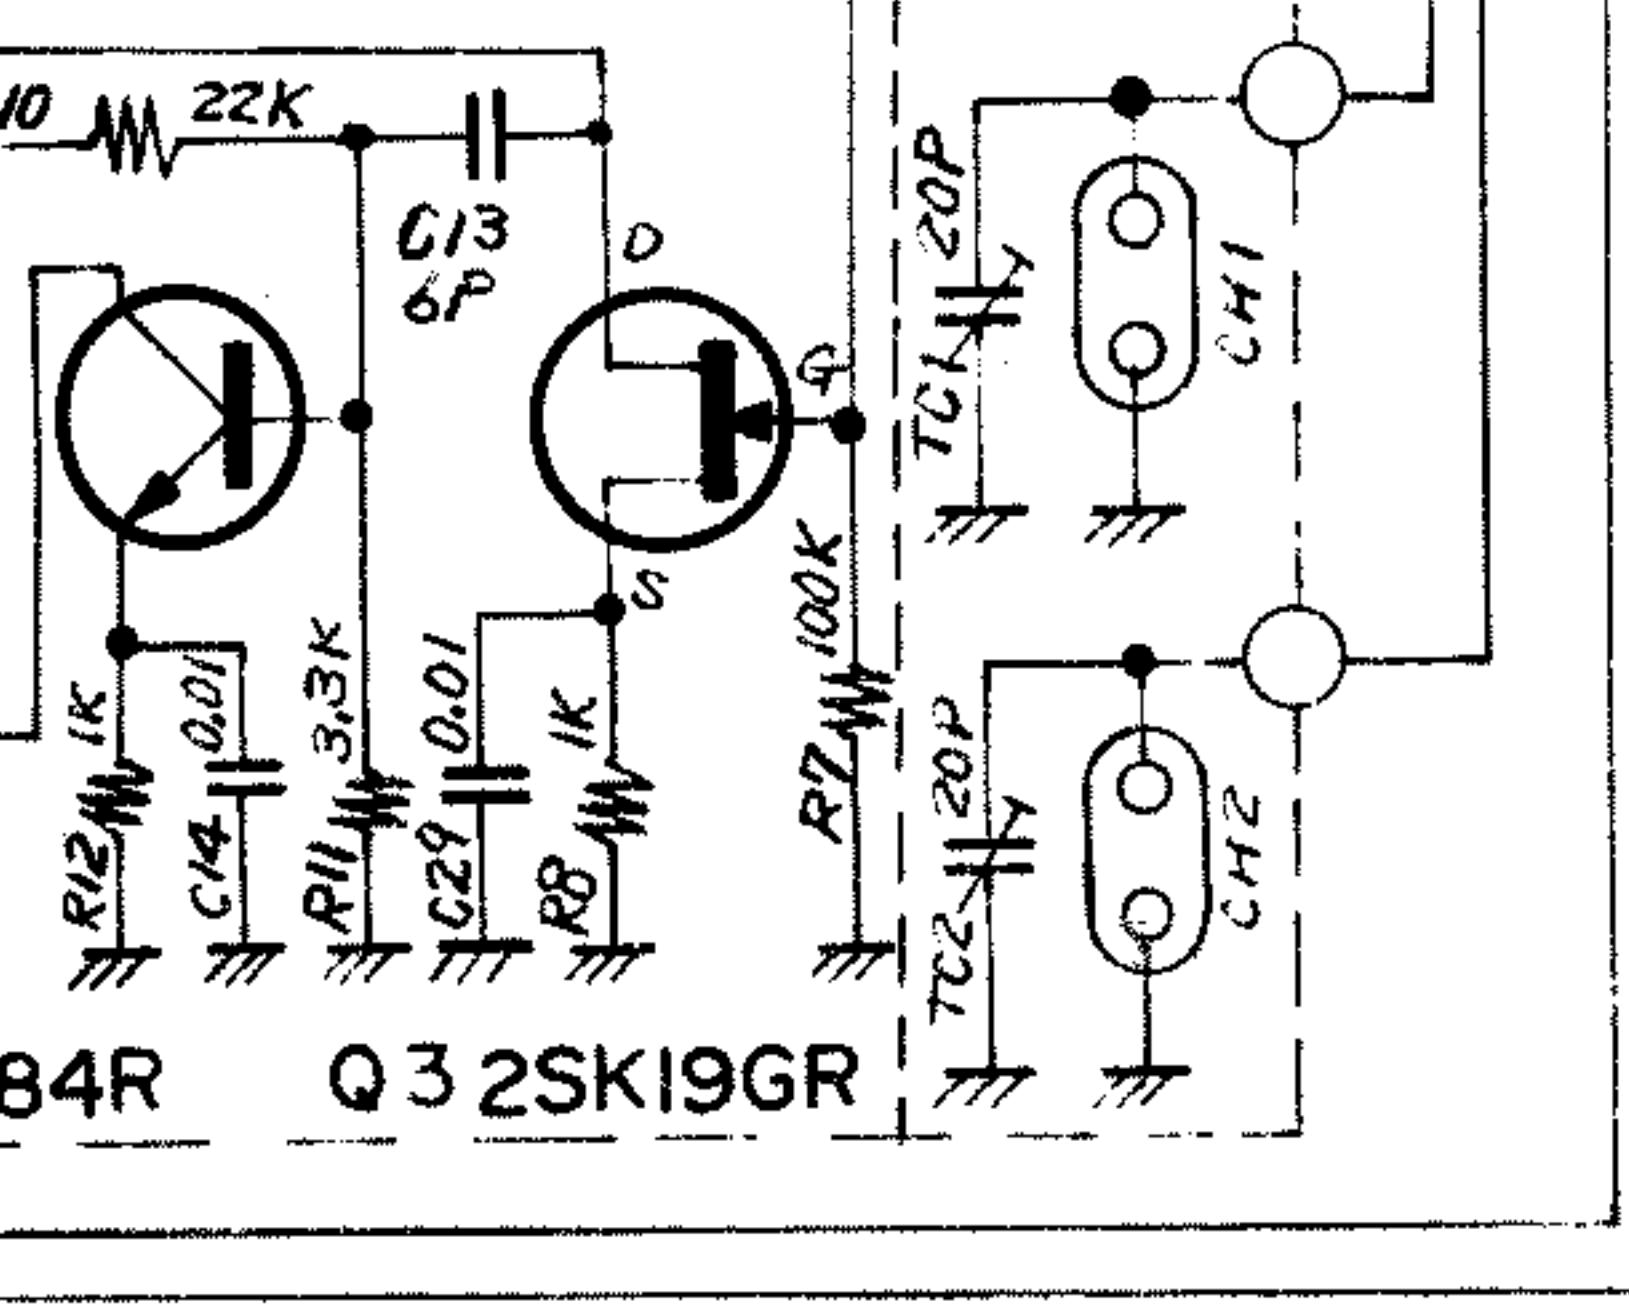 10
22K
C13
6P
D
G
S
20P
TC1
CH1
100K
R7
1K
R12
0.01
C14
3.3K
R11
0.01
C29
1K
R8
20P
TC2
CH2
84R
Q3 2SK19GR